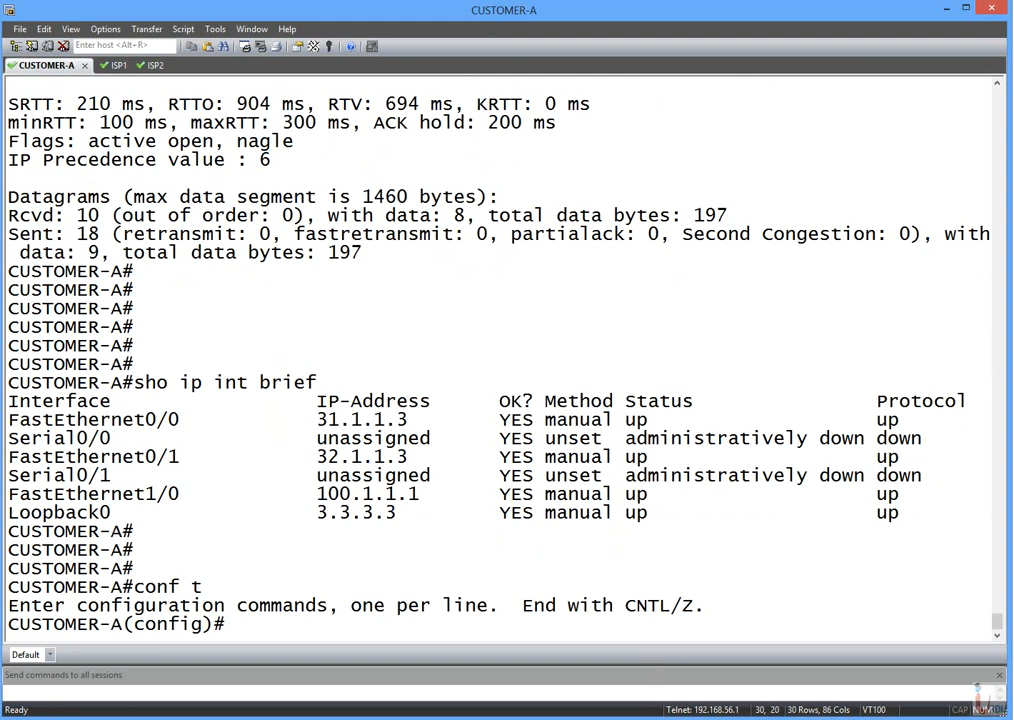 CUSTOMER-A
File Edit View Options Transfer Script Tools Window Help
Enter host <Alt+R>
CUSTOMER-A ISP1 ISP2
SRTT: 210 ms, RTTO: 904 ms, RTV: 694 ms, KRTT: 0 ms
minRTT: 100 ms, maxRTT: 300 ms, ACK hold: 200 ms
Flags: active open, nagle
IP Precedence value : 6
Datagrams (max data segment is 1460 bytes):
Rcvd: 10 (out of order: 0), with data: 8, total data bytes: 197
Sent: 18 (retransmit: 0, fastretransmit: 0, partialack: 0, Second Congestion: 0), with
data: 9, total data bytes: 197
CUSTOMER-A#
CUSTOMER-A#
CUSTOMER-A#
CUSTOMER-A#
CUSTOMER-A#
CUSTOMER-A#
CUSTOMER-A#sho ip int brief
Interface IP-Address OK? Method Status Protocol
FastEthernet0/0 31.1.1.3 YES manual up up
Serial0/0 unassigned YES unset administratively down down
FastEthernet0/1 32.1.1.3 YES manual up up
Serial0/1 unassigned YES unset administratively down down
FastEthernet1/0 100.1.1.1 YES manual up up
Loopback0 3.3.3.3 YES manual up up
CUSTOMER-A#
CUSTOMER-A#
CUSTOMER-A#
CUSTOMER-A#conf t
Enter configuration commands, one per line. End with CNTL/Z.
CUSTOMER-A(config)#
Default
Send commands to all sessions
Ready Telnet: 192.168.56.1 30, 20 30 Rows, 86 Cols VT100 CAP NUM